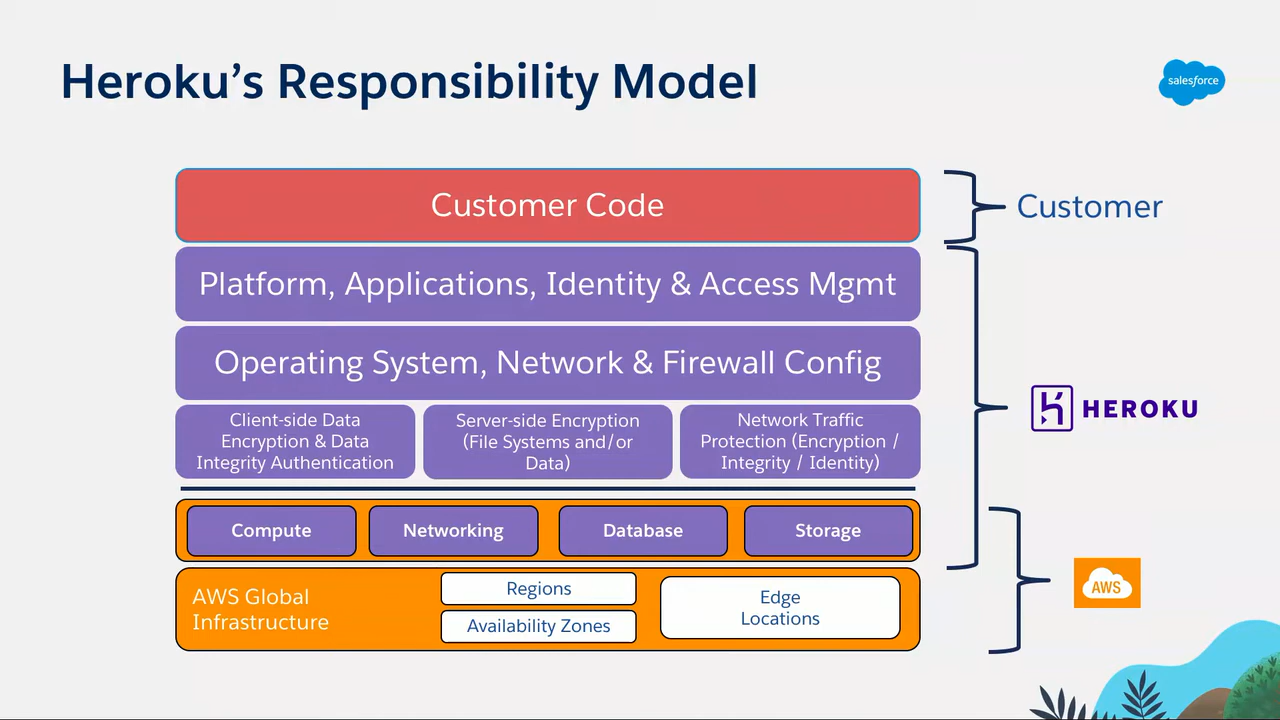 Heroku's Responsibility Model
salesforce
Customer Code
Customer
Platform, Applications, Identity & Access Mgmt
Operating System, Network & Firewall Config
HEROKU
Client-side Data
Encryption & Data
Integrity Authentication
Server-side Encryption
(File Systems and/or
Data)
Network Traffic
Protection (Encryption /
Integrity / Identity)
Compute
Networking
Database
Storage
AWS
AWS Global
Infrastructure
Regions
Availability Zones
Edge
Locations